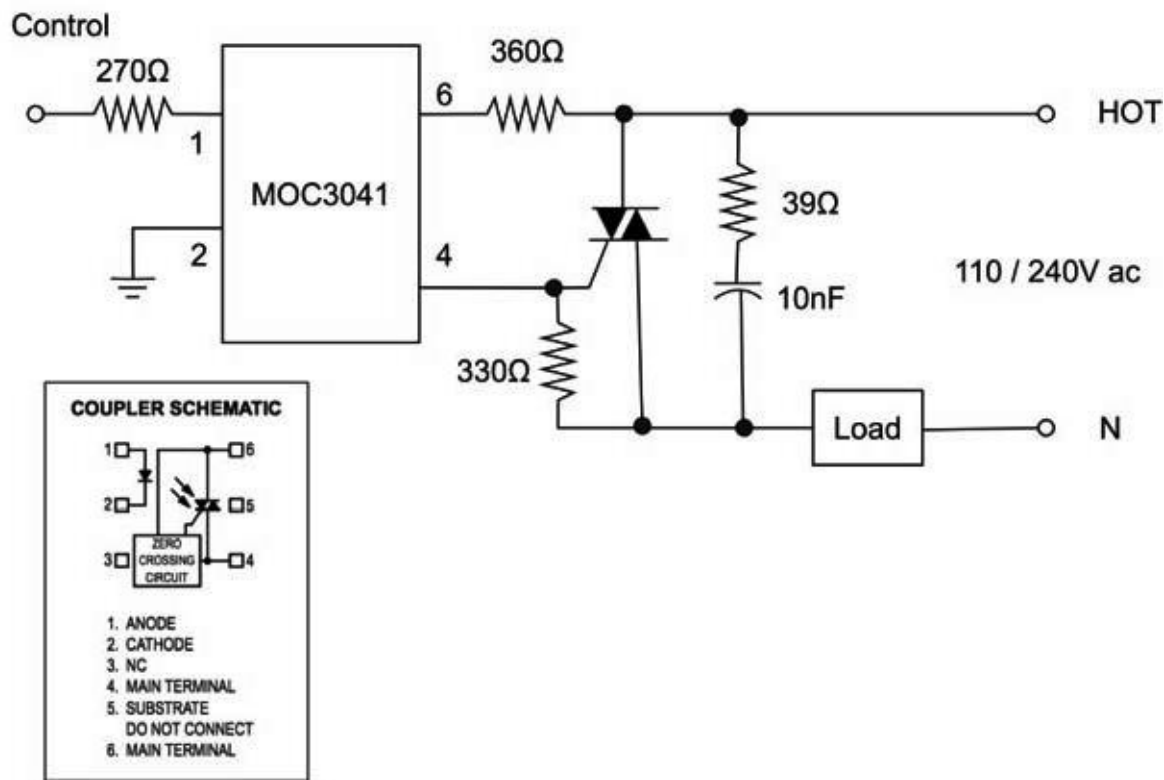 Control
270Ω
360Ω
1
6
HOT
MOC3041
39Ω
2
4
110 / 240V ac
10nF
330Ω
Load
N
COUPLER SCHEMATIC
1
6
2
5
3
ZERO
CROSSING
CIRCUIT
4
1. ANODE
2. CATHODE
3. NC
4. MAIN TERMINAL
5. SUBSTRATE
DO NOT CONNECT
6. MAIN TERMINAL